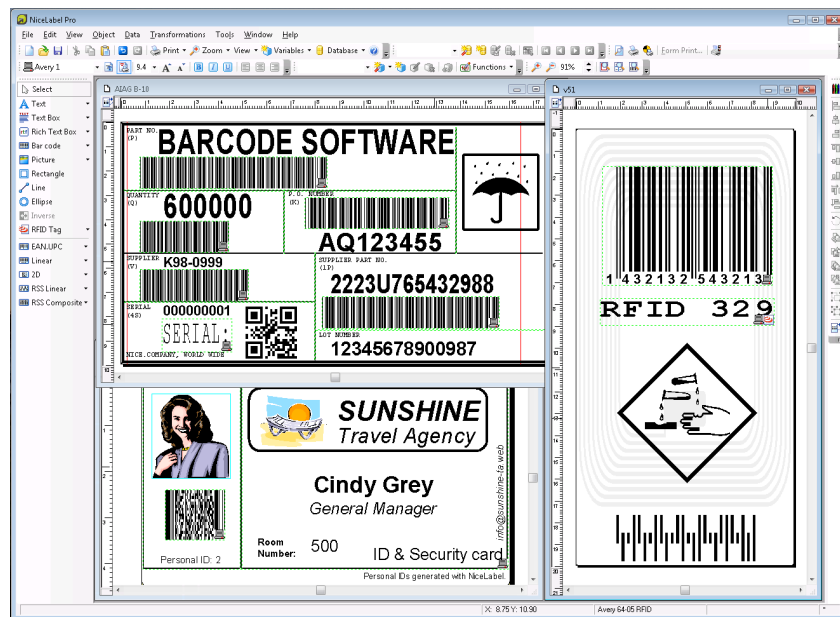 NiceLabel Pro
File Edit View Object Data Transformations Tools Window Help
Print Zoom View Variables Database Form Print...
Avery 1 9.4 A A B I U Functions 91%
Select
Text
Text Box
Rich Text Box
Bar code
Picture
Rectangle
Line
Ellipse
Inverse
RFID Tag
EAN.UPC
Linear
2D
RSS Linear
RSS Composite
AIAG B-10
PART NO.
(P)
BARCODE SOFTWARE
QUANTITY
(Q)
600000
P.O. NUMBER
(K)
AQ123455
SUPPLIER
(V)
K98-0999
SUPPLIER PART NO.
(1P)
2223U765432988
SERIAL
(4S)
000000001
SERIAL:
NICE.COMPANY, WORLD WIDE
LOT NUMBER
12345678900987
SUNSHINE
Travel Agency
Cindy Grey
General Manager
info@sunshine-ta.web
Room
Number:
500
ID & Security card
Personal ID: 2
Personal IDs generated with NiceLabel.
v51
1 432132 543213
RFID 329
X: 8.75 Y: 10.90 Avery 64-05 RFID